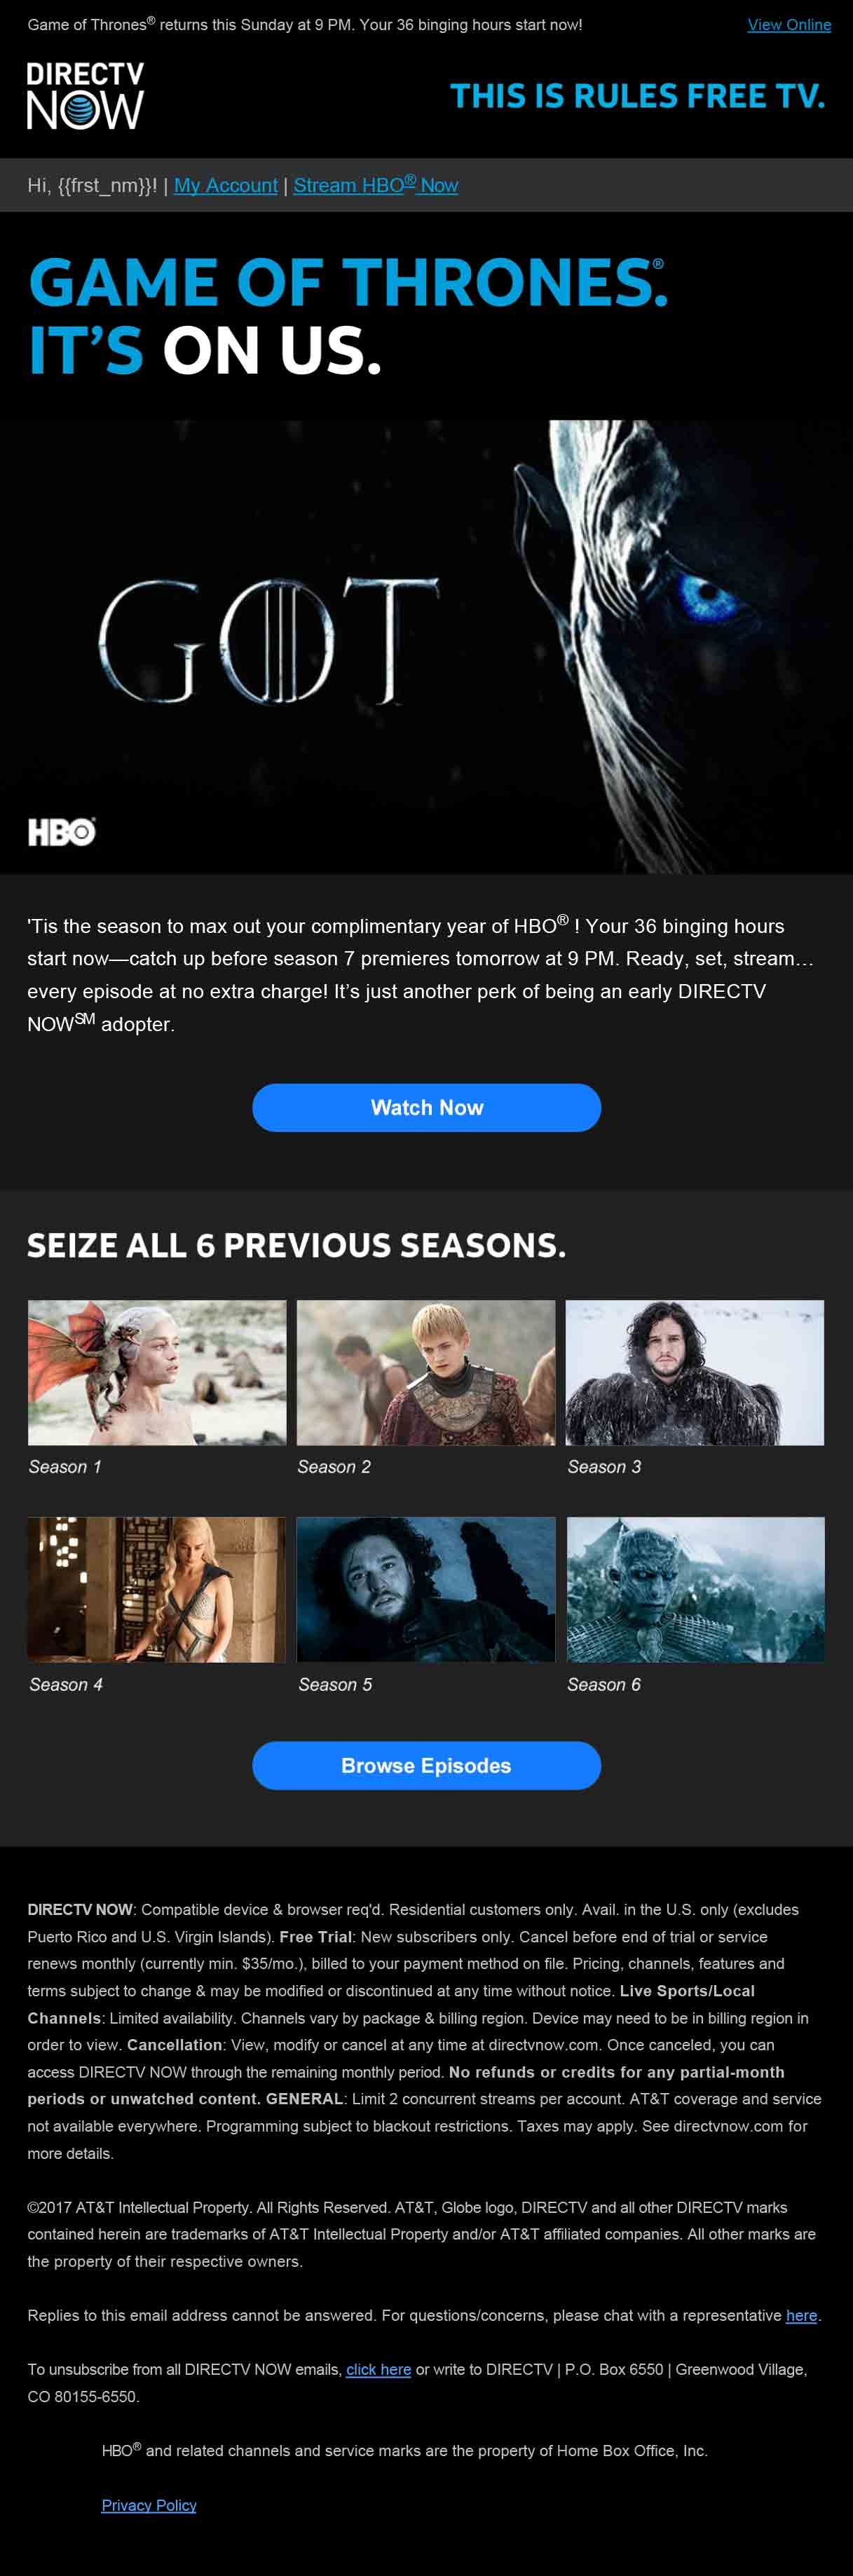 Game of Thrones® returns this Sunday at 9 PM. Your 36 binging hours start now!
View Online
DIRECTV
NOW
THIS IS RULES FREE TV.
Hi, {{frst_nm}}! | My Account | Stream HBO® Now
GAME OF THRONES®.
IT'S ON US.
GOT
HBO®
'Tis the season to max out your complimentary year of HBO® ! Your 36 binging hours
start now—catch up before season 7 premieres tomorrow at 9 PM. Ready, set, stream…
every episode at no extra charge! It's just another perk of being an early DIRECTV
NOW℠ adopter.
Watch Now
SEIZE ALL 6 PREVIOUS SEASONS.
Season 1
Season 2
Season 3
Season 4
Season 5
Season 6
Browse Episodes
DIRECTV NOW: Compatible device & browser req'd. Residential customers only. Avail. in the U.S. only (excludes
Puerto Rico and U.S. Virgin Islands). Free Trial: New subscribers only. Cancel before end of trial or service
renews monthly (currently min. $35/mo.), billed to your payment method on file. Pricing, channels, features and
terms subject to change & may be modified or discontinued at any time without notice. Live Sports/Local
Channels: Limited availability. Channels vary by package & billing region. Device may need to be in billing region in
order to view. Cancellation: View, modify or cancel at any time at directvnow.com. Once canceled, you can
access DIRECTV NOW through the remaining monthly period. No refunds or credits for any partial-month
periods or unwatched content. GENERAL: Limit 2 concurrent streams per account. AT&T coverage and service
not available everywhere. Programming subject to blackout restrictions. Taxes may apply. See directvnow.com for
more details.
©2017 AT&T Intellectual Property. All Rights Reserved. AT&T, Globe logo, DIRECTV and all other DIRECTV marks
contained herein are trademarks of AT&T Intellectual Property and/or AT&T affiliated companies. All other marks are
the property of their respective owners.
Replies to this email address cannot be answered. For questions/concerns, please chat with a representative here.
To unsubscribe from all DIRECTV NOW emails, click here or write to DIRECTV | P.O. Box 6550 | Greenwood Village,
CO 80155-6550.
HBO® and related channels and service marks are the property of Home Box Office, Inc.
Privacy Policy